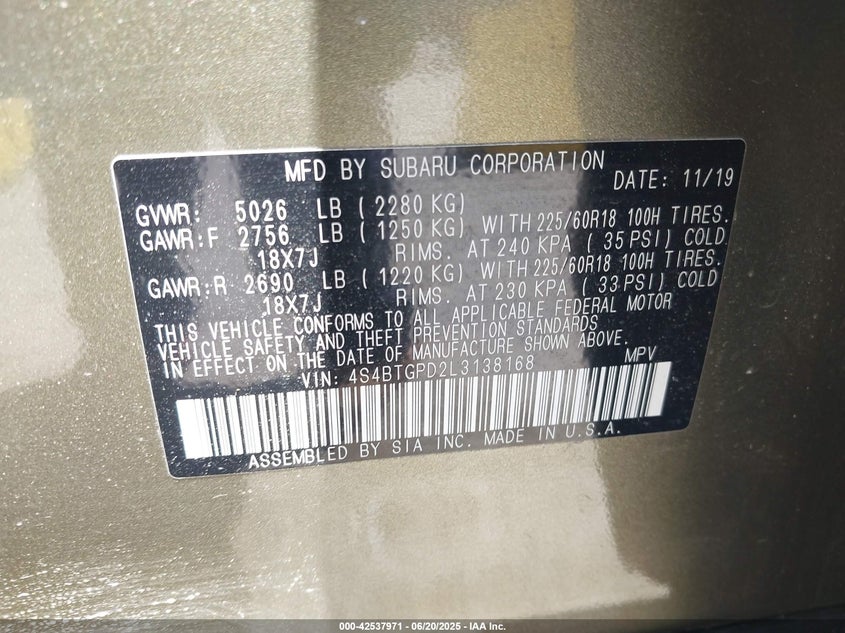 MFD BY SUBARU CORPORATION DATE: 11/19
GVWR: 5026 LB ( 2280 KG)
GAWR:F 2756 LB ( 1250 KG) WITH 225/60R18 100H TIRES.
18X7J RIMS. AT 240 KPA ( 35 PSI) COLD
GAWR:R 2690 LB ( 1220 KG) WITH 225/60R18 100H TIRES.
18X7J RIMS. AT 230 KPA ( 33 PSI) COLD
THIS VEHICLE CONFORMS TO ALL APPLICABLE FEDERAL MOTOR
VEHICLE SAFETY AND THEFT PREVENTION STANDARDS
IN EFFECT ON THE DATE OF MANUFACTURE SHOWN ABOVE.
VIN: 4S4BTGPD2L3138168 MPV
ASSEMBLED BY SIA INC. MADE IN U.S.A.
000-42537971 - 06/20/2025 - IAA Inc.